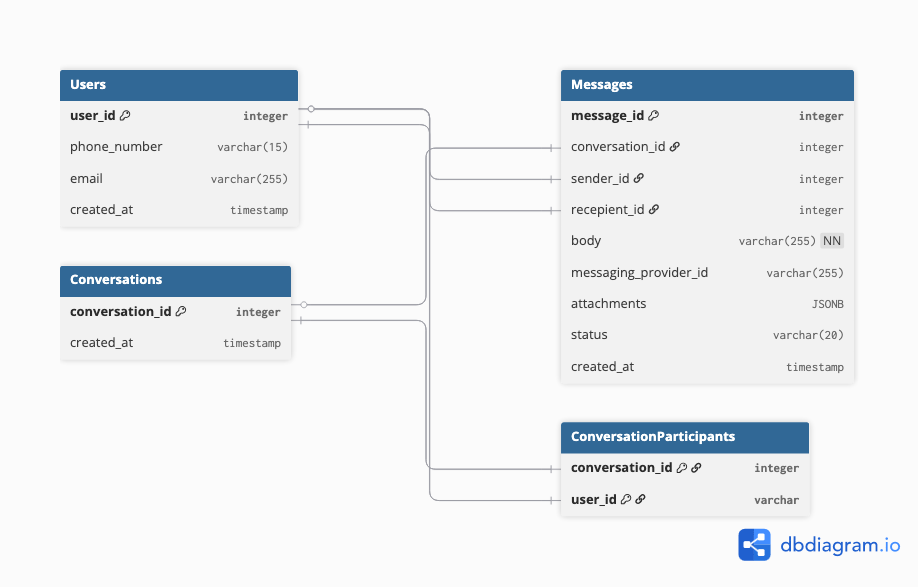 Users
user_id integer
phone_number varchar(15)
email varchar(255)
created_at timestamp
Conversations
conversation_id integer
created_at timestamp
Messages
message_id integer
conversation_id integer
sender_id integer
recepient_id integer
body varchar(255) NN
messaging_provider_id varchar(255)
attachments JSONB
status varchar(20)
created_at timestamp
ConversationParticipants
conversation_id integer
user_id varchar
dbdiagram.io